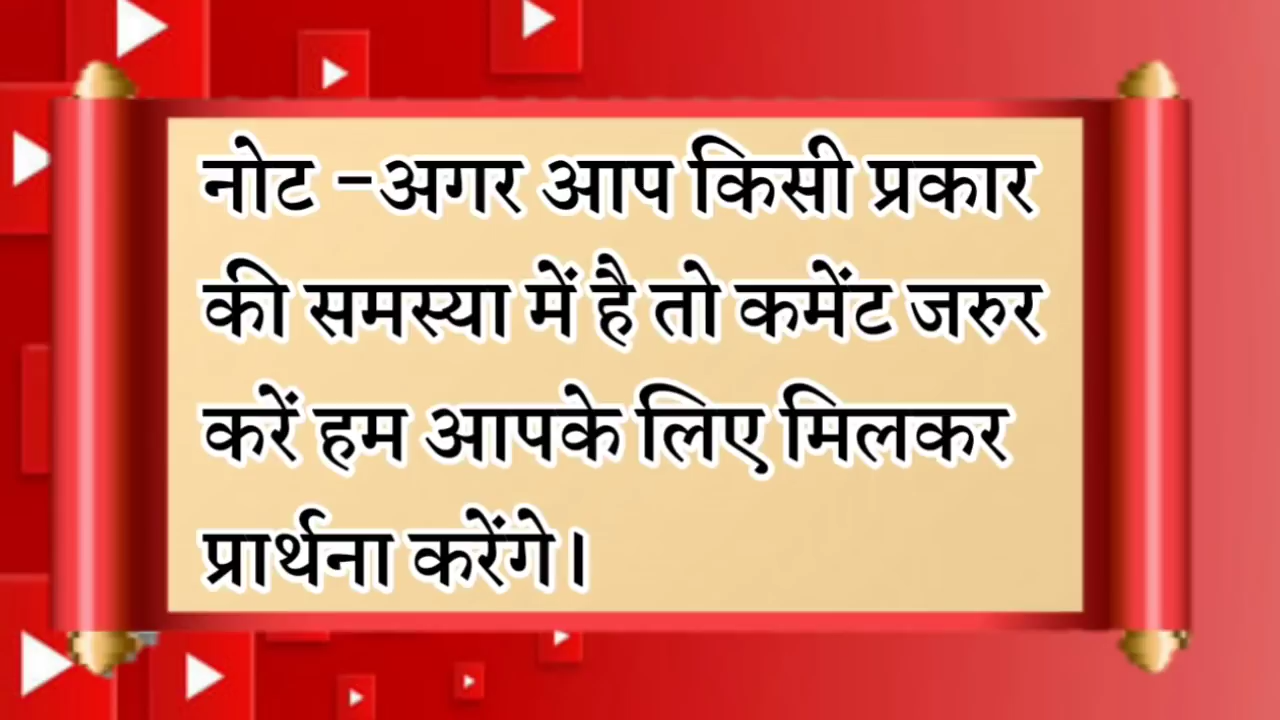 नोट -अगर आप किसी प्रकार
की समस्या में है तो कमेंट जरुर
करें हम आपके लिए मिलकर
प्रार्थना करेंगे।